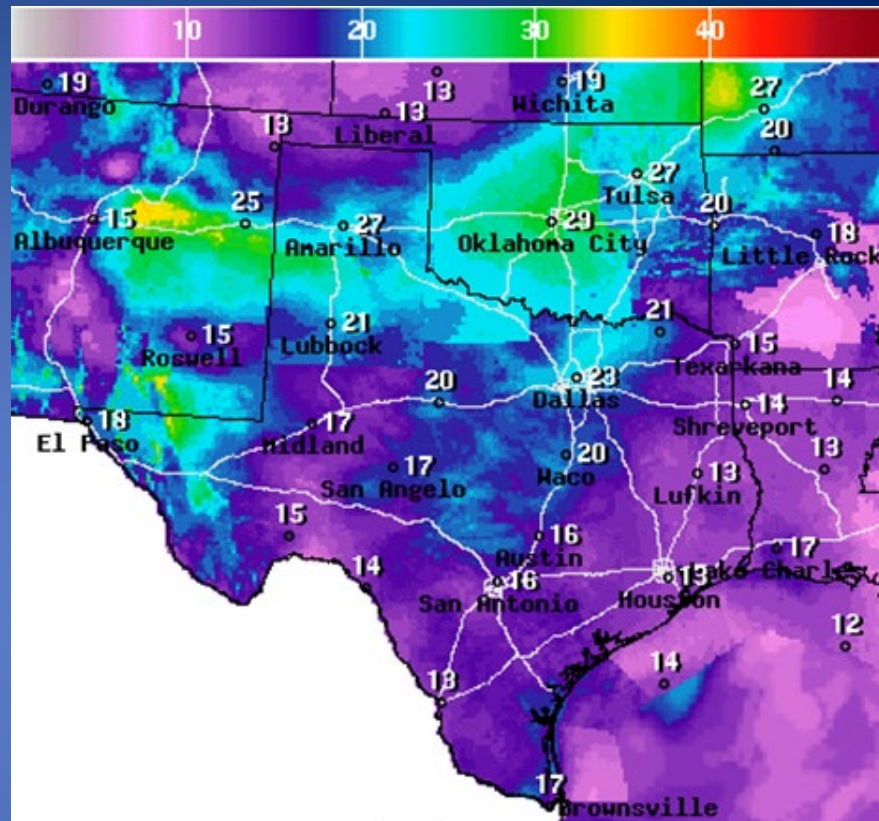 10 20 30 40
19 13 19 27
Durango 13 Wichita
13 Liberal 20
27
Tulsa
15 25 27 29 20 18
Albuquerque Amarillo Oklahoma City Little Rock
15 21 21
Roswell Lubbock 15
Texarkana
20 23 14
18 17 Dallas 14
El Paso Midland Shreveport
17 20 13 13
San Angelo Waco Lufkin
15 16 17
Austin
14 16 13 Lake Charles
San Antonio Houston
12
14
13
17
Brownsville